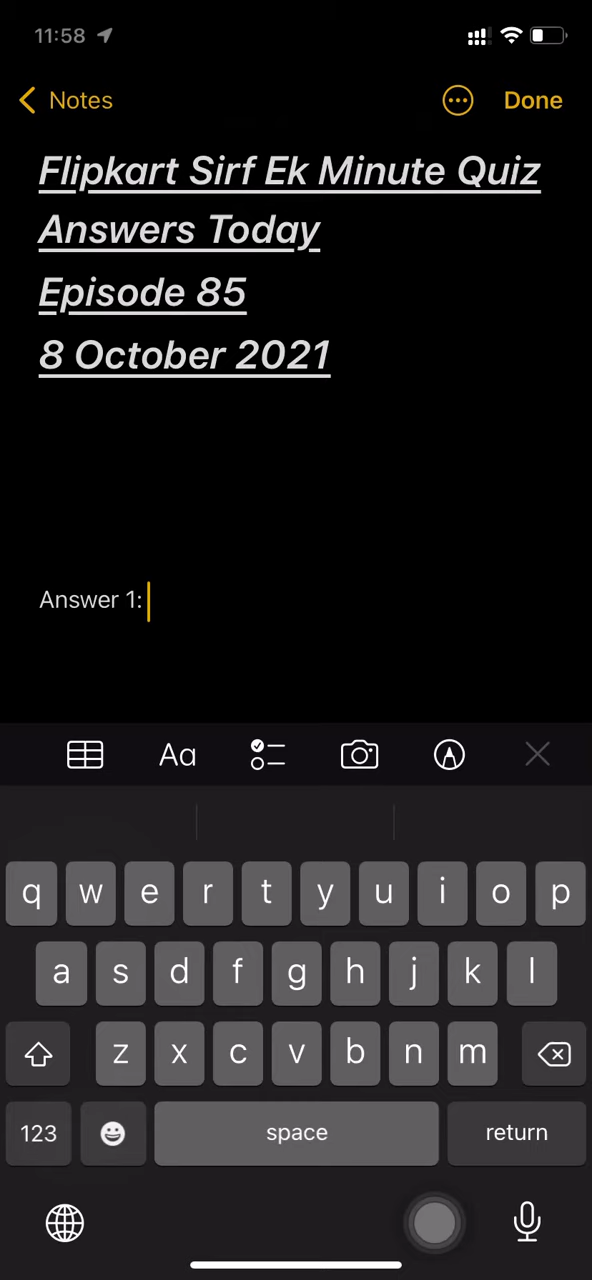 11:58
Notes
Done
Flipkart Sirf Ek Minute Quiz
Answers Today
Episode 85
8 October 2021
Answer 1:
Aa
q w e r t y u i o p
a s d f g h j k l
z x c v b n m
123 space return